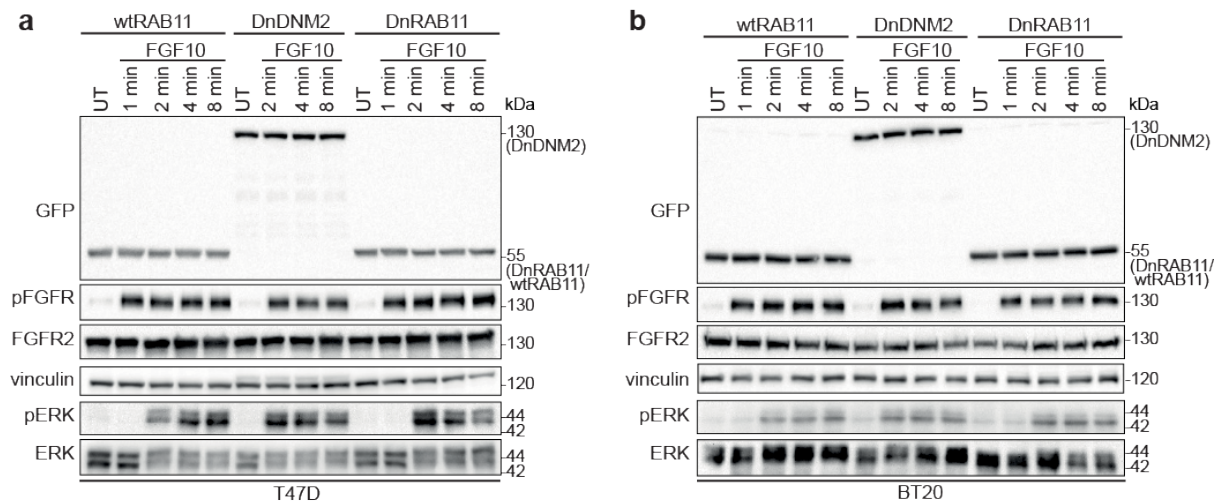 a
wtRAB11 DnDNM2 DnRAB11
FGF10 FGF10 FGF10
UT 1 min 2 min 4 min 8 min UT 2 min 4 min 8 min UT 1 min 2 min 4 min 8 min kDa
GFP
130
(DnDNM2)
55
(DnRAB11/
wtRAB11)
pFGFR 130
FGFR2 130
vinculin 120
pERK 44
42
ERK 44
42
T47D
b
wtRAB11 DnDNM2 DnRAB11
FGF10 FGF10 FGF10
UT 1 min 2 min 4 min 8 min UT 2 min 4 min 8 min UT 1 min 2 min 4 min 8 min kDa
GFP
130
(DnDNM2)
55
(DnRAB11/
wtRAB11)
pFGFR 130
FGFR2 130
vinculin 120
pERK 44
42
ERK 44
42
BT20